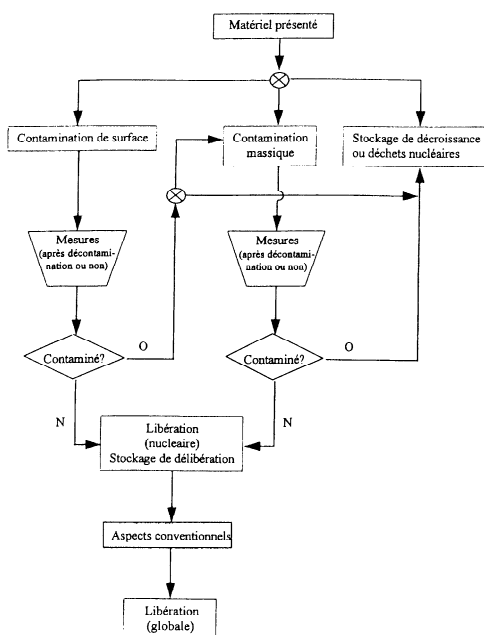 Matériel présenté
Contamination de surface
Contamination
massique
Stockage de décroissance
ou déchets nucléaires
Mesures
(après décontami-
nation ou non)
Mesures
(après décontami-
nation ou non)
Contaminé?
O
Contaminé?
O
N
N
Libération
(nucleaire)
Stockage de délibération
Aspects conventionnels
Libération
(globale)